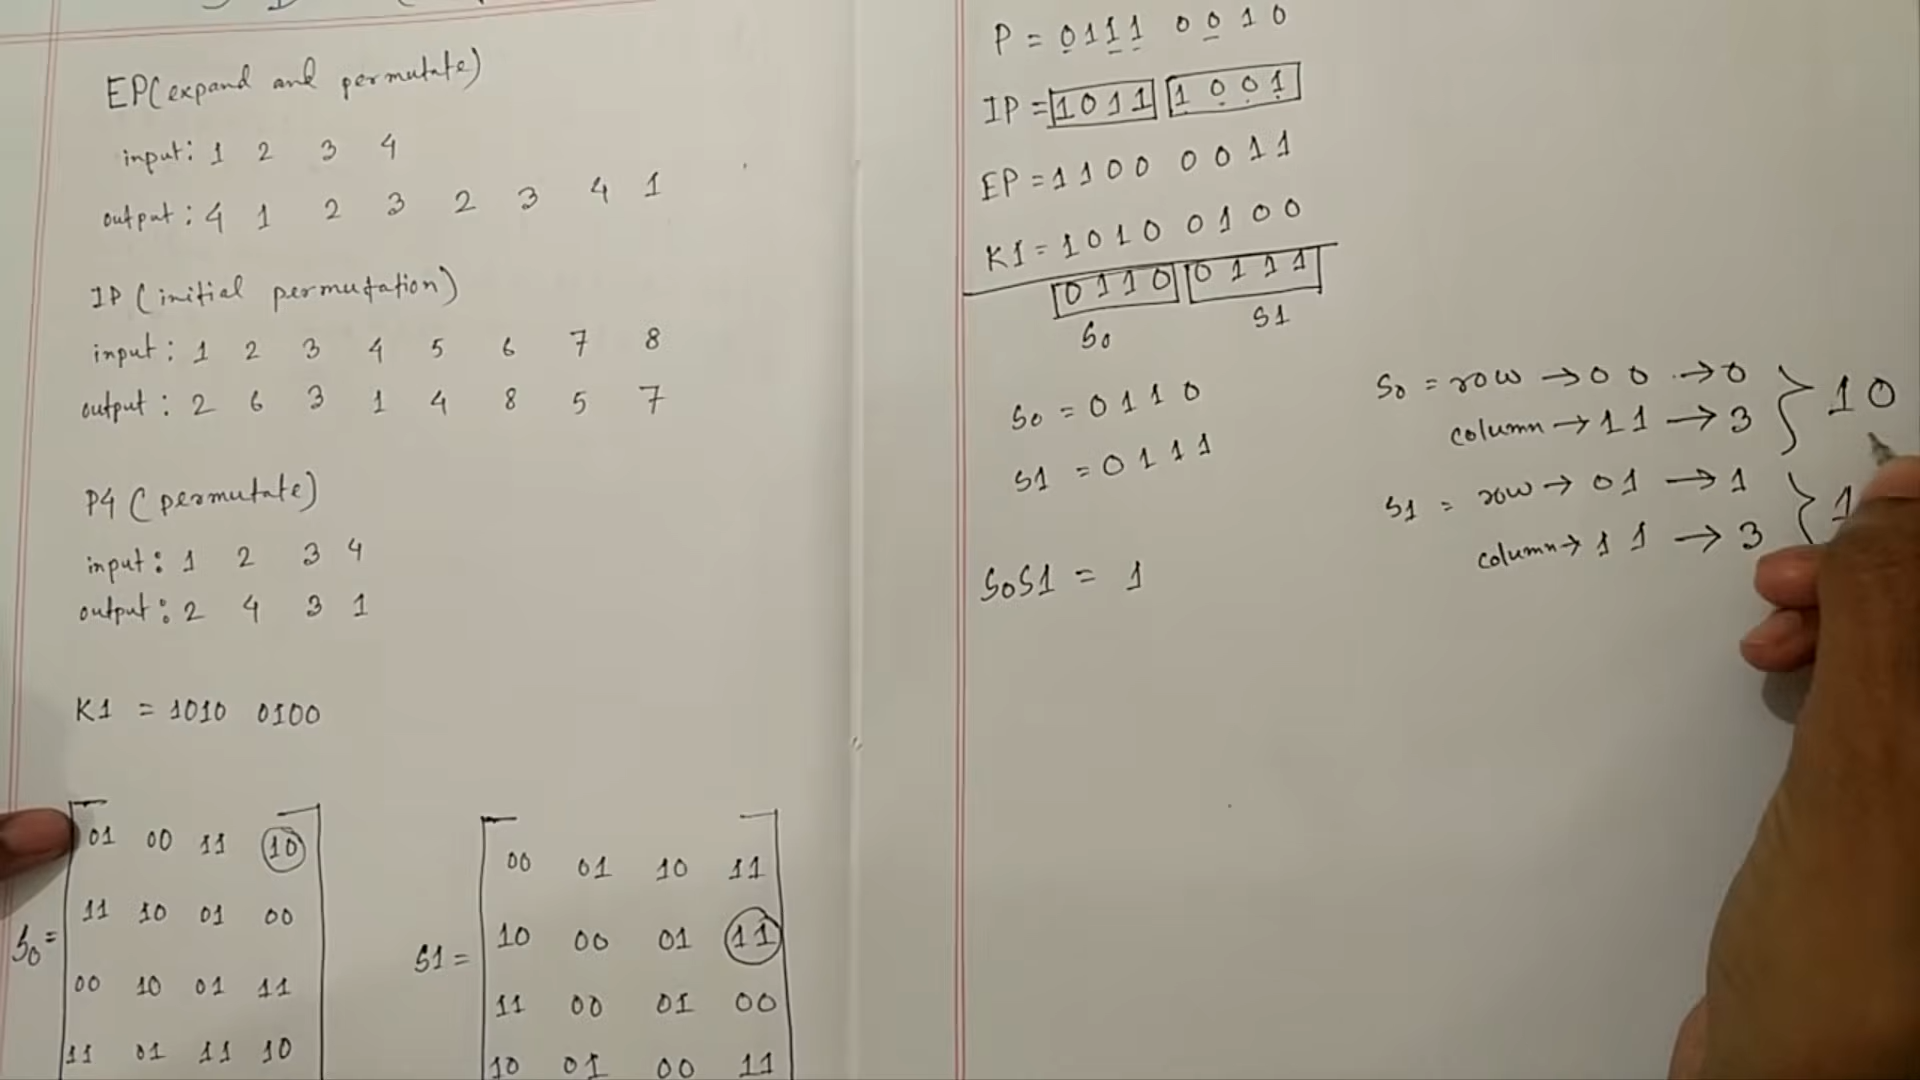 EP(expand and permutate)
input: 1 2 3 4
output: 4 1 2 3 2 3 4 1
IP (initial permutation)
input: 1 2 3 4 5 6 7 8
output: 2 6 3 1 4 8 5 7
P4 (permutate)
input: 1 2 3 4
output: 2 4 3 1
K1 = 1010 0100
S0 =
01 00 11 10
11 10 01 00
00 10 01 11
11 01 11 10
S1 =
00 01 10 11
10 00 01 11
11 00 01 00
10 01 00 11
P = 0111 0010
IP = 1011 1001
EP = 1100 0011
K1 = 1010 0100
0110 0111
S0 S1
S0 = 0110
S1 = 0111
S0S1 = 1
S0 = row → 00 → 0
column → 11 → 3 } 10
S1 = row → 01 → 1
column → 11 → 3 } 1